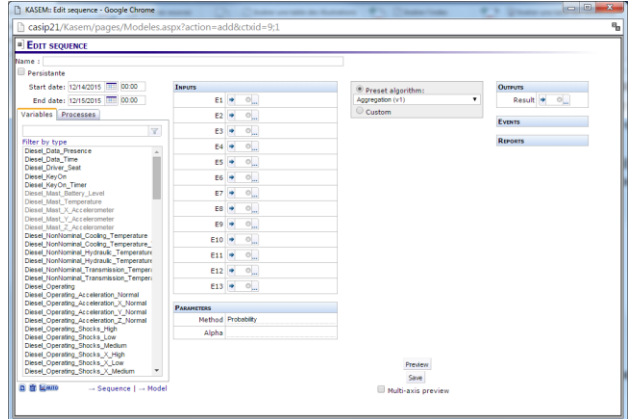 KASEM: Edit sequence - Google Chrome
casip21/Kasem/pages/Modeles.aspx?action=add&ctxid=9;1
EDIT SEQUENCE
Name :
Persistante
Start date: 12/14/2015 00:00
End date: 12/15/2015 00:00
Variables Processes
Filter by type
Diesel_Data_Presence
Diesel_Data_Time
Diesel_Driver_Seat
Diesel_KeyOn
Diesel_KeyOn_Timer
Diesel_Mast_Battery_Level
Diesel_Mast_Temperature
Diesel_Mast_X_Accelerometer
Diesel_Mast_Y_Accelerometer
Diesel_Mast_Z_Accelerometer
Diesel_NonNominal_Cooling_Temperature
Diesel_NonNominal_Cooling_Temperature_
Diesel_NonNominal_Hydraulic_Temperature
Diesel_NonNominal_Hydraulic_Temperature
Diesel_NonNominal_Transmission_Tempera
Diesel_NonNominal_Transmission_Tempera
Diesel_Operating
Diesel_Operating_Acceleration_Normal
Diesel_Operating_Acceleration_X_Normal
Diesel_Operating_Acceleration_Y_Normal
Diesel_Operating_Acceleration_Z_Normal
Diesel_Operating_Shocks_High
Diesel_Operating_Shocks_Low
Diesel_Operating_Shocks_Medium
Diesel_Operating_Shocks_X_High
Diesel_Operating_Shocks_X_Low
Diesel_Operating_Shocks_X_Medium
→ Sequence | → Model
INPUTS
E1
E2
E3
E4
E5
E6
E7
E8
E9
E10
E11
E12
E13
PARAMETERS
Method Probability
Alpha
Preset algorithm:
Aggregation (v1)
Custom
Preview
Save
Multi-axis preview
OUTPUTS
Result
EVENTS
REPORTS